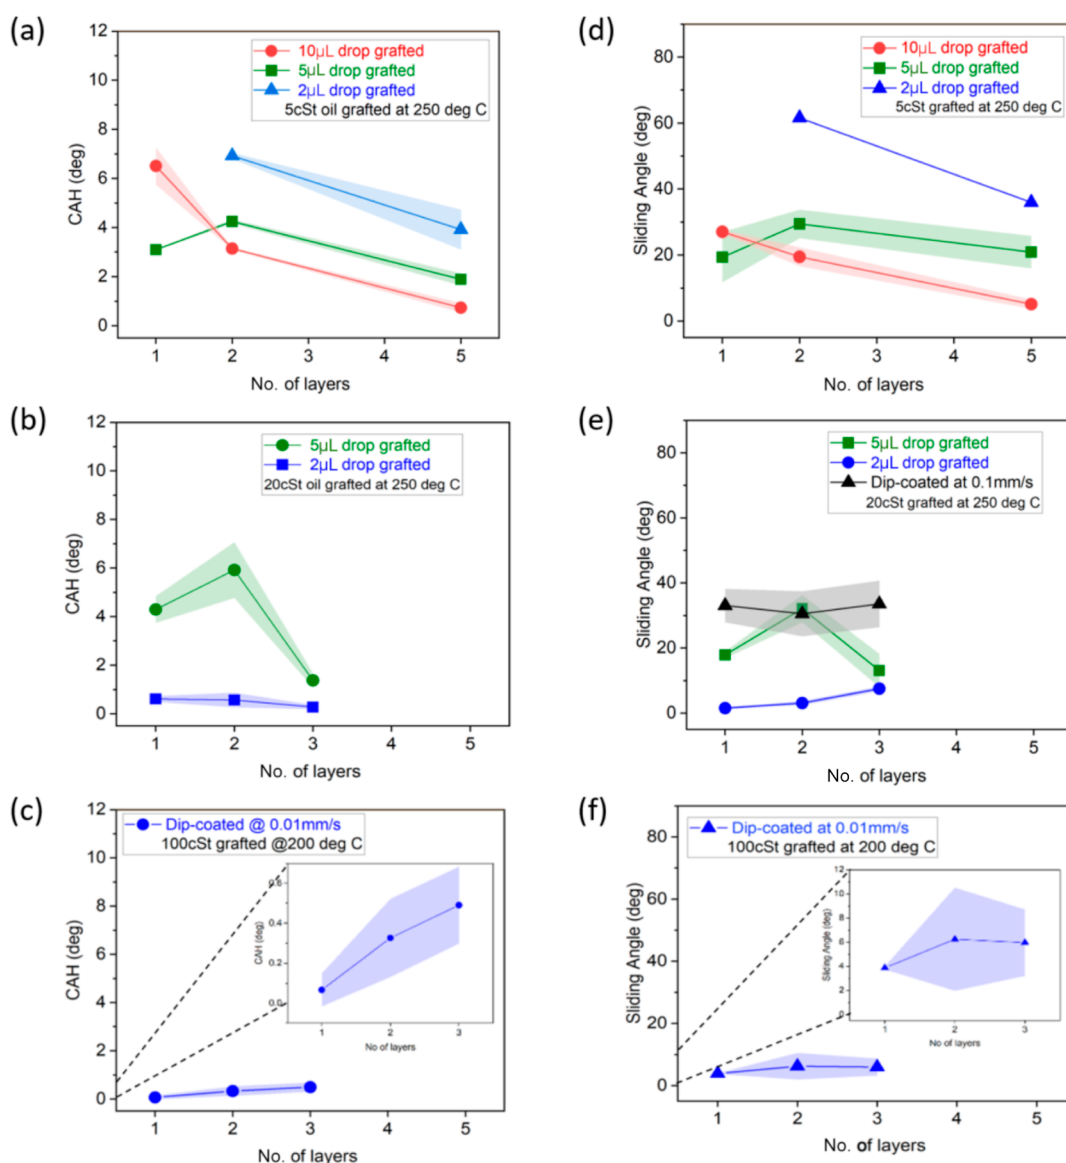 (a)
12
10
8
6
4
2
0
CAH (deg)
10µL drop grafted
5µL drop grafted
2µL drop grafted
5cSt oil grafted at 250 deg C
1 2 3 4 5
No. of layers
(d)
80
60
40
20
0
Sliding Angle (deg)
10µL drop grafted
5µL drop grafted
2µL drop grafted
5cSt grafted at 250 deg C
1 2 3 4 5
No. of layers
(b)
12
10
8
6
4
2
0
CAH (deg)
5µL drop grafted
2µL drop grafted
20cSt oil grafted at 250 deg C
1 2 3 4 5
No. of layers
(e)
80
60
40
20
0
Sliding Angle (deg)
5µL drop grafted
2µL drop grafted
Dip-coated at 0.1mm/s
20cSt grafted at 250 deg C
1 2 3 4 5
No. of layers
(c)
12
10
8
6
4
2
0
CAH (deg)
Dip-coated @ 0.01mm/s
100cSt grafted @200 deg C
0.6
0.4
0.2
0.0
CAH (deg)
1 2 3
No of layers
1 2 3 4 5
No. of layers
(f)
80
60
40
20
0
Sliding Angle (deg)
Dip-coated at 0.01mm/s
100cSt grafted at 200 deg C
12
10
8
6
4
2
0
Sliding Angle (deg)
1 2 3
No of layers
1 2 3 4 5
No. of layers